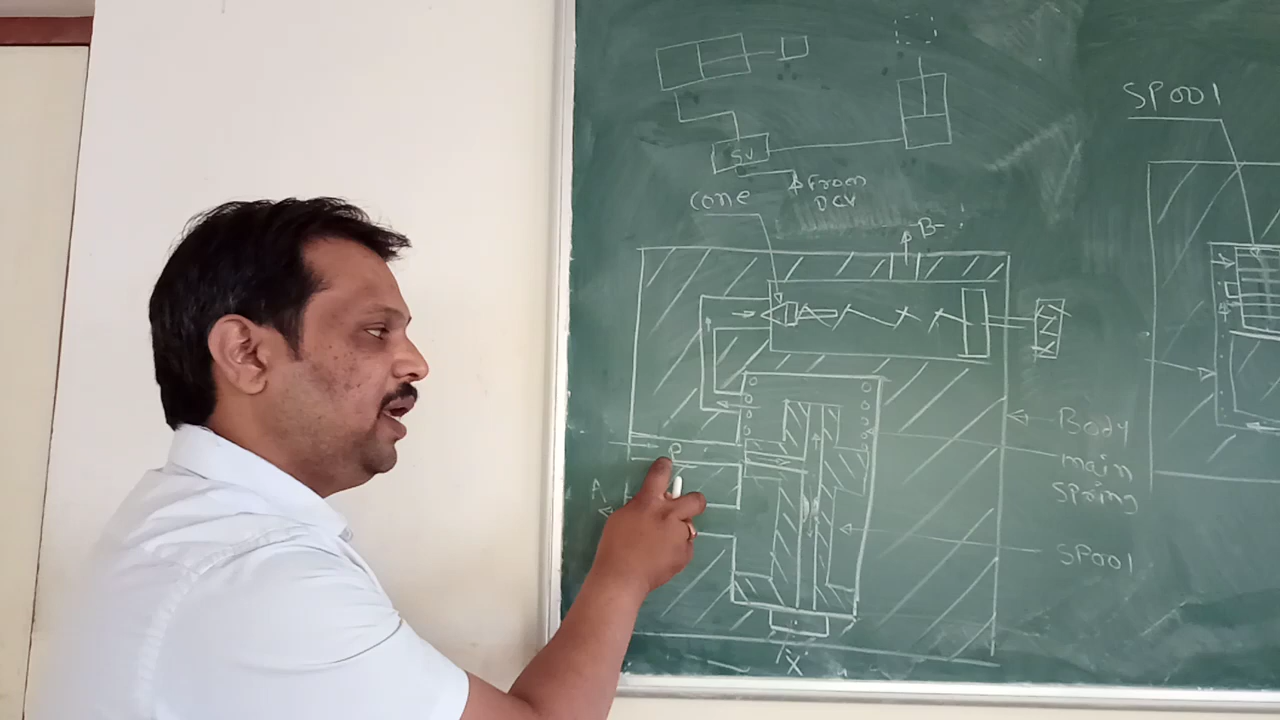 SPOOl
SV
From
DCV
cone
B
P
A
Body
main
spring
SPOOl
X